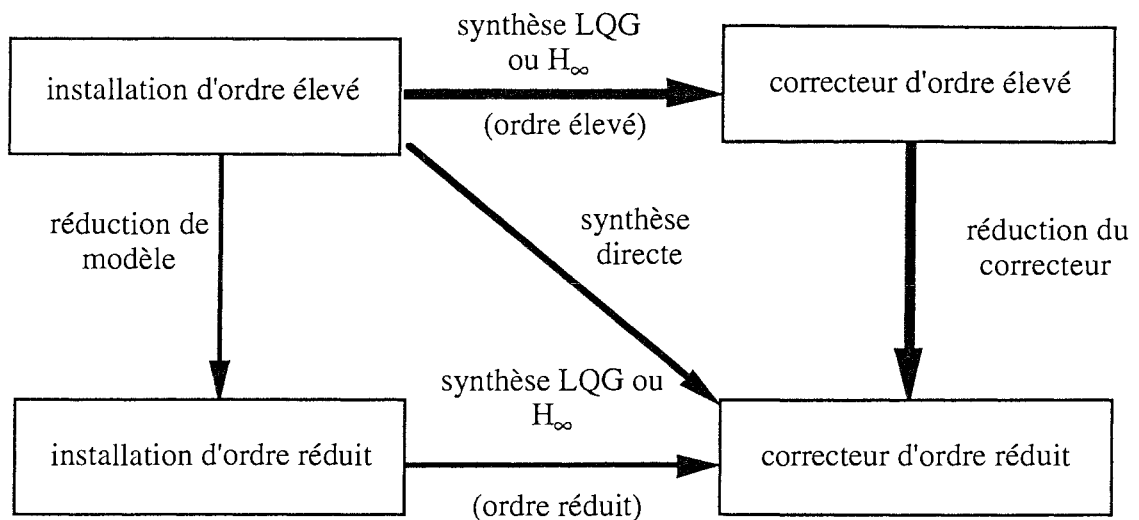 synthèse LQG
ou H∞
installation d'ordre élevé
correcteur d'ordre élevé
(ordre élevé)
réduction de
modèle
synthèse
directe
réduction du
correcteur
synthèse LQG ou
H∞
installation d'ordre réduit
correcteur d'ordre réduit
(ordre réduit)